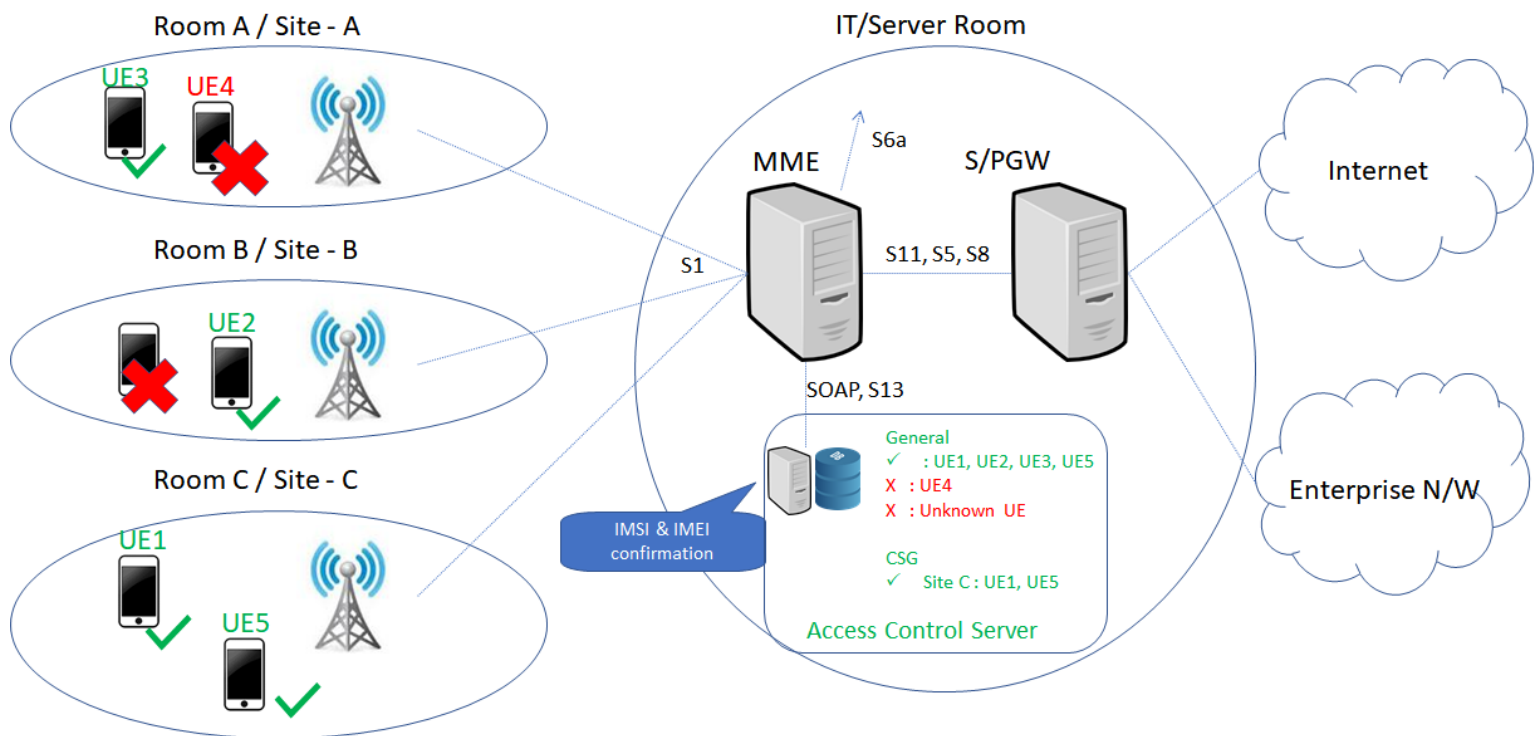 Room A / Site - A
UE3
UE4
Room B / Site - B
UE2
Room C / Site - C
UE1
UE5
IT/Server Room
S6a
MME
S/PGW
S1
S11, S5, S8
SOAP, S13
IMSI & IMEI
confirmation
General
✓ : UE1, UE2, UE3, UE5
X : UE4
X : Unknown UE
CSG
✓ Site C : UE1, UE5
Access Control Server
Internet
Enterprise N/W